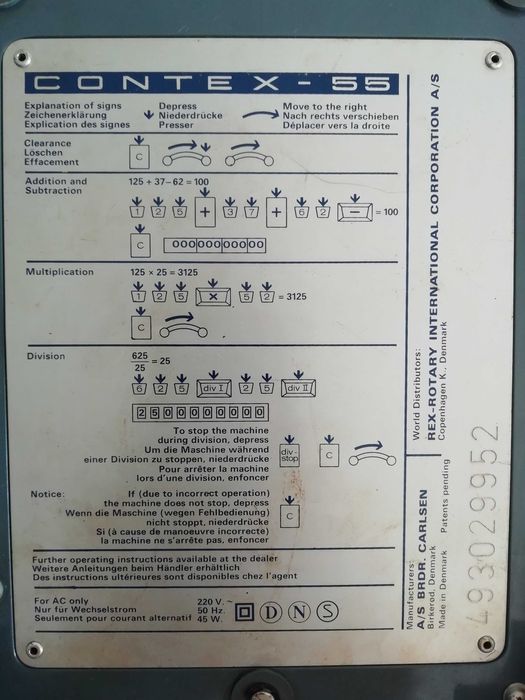 CONTEX-55
Explanation of signs
Zeichenerklärung
Explication des signes
Depress
Niederdrücke
Presser
Move to the right
Nach rechts verschieben
Déplacer vers la droite
Clearance
Löschen
Effacement
C
Addition and
Subtraction
125 + 37 – 62 = 100
1 2 5 + 3 7 + 6 2 – = 100
C 00000000000
Multiplication
125 × 25 = 3125
1 2 5 × 5 2 = 3125
C
Division
625
25
= 25
6 2 5 div I 2 5 div II
25000000000
To stop the machine
during division, depress
Um die Maschine während
einer Division zu stoppen, niederdrücke
Pour arrêter la machine
lors d'une division, enfoncer
div-
stop
C
Notice:
If (due to incorrect operation)
the machine does not stop, depress
Wenn die Maschine (wegen Fehlbedienung)
nicht stoppt, niederdrücke
Si (à cause de manoeuvre incorrecte)
la machine ne s'arrête pas, enfoncer
C
Further operating instructions available at the dealer
Weitere Anleitungen beim Händler erhältlich
Des instructions ultérieures sont disponibles chez l'agent
For AC only
Nur für Wechselstrom
Seulement pour courant alternatif
220 V. ~
50 Hz.
45 W.
D N S
World Distributors:
REX-ROTARY INTERNATIONAL CORPORATION A/S
Copenhagen K., Denmark
Manufacturers:
A/S BRDR. CARLSEN
Birkerød, Denmark
Made in Denmark Patents pending
493029952